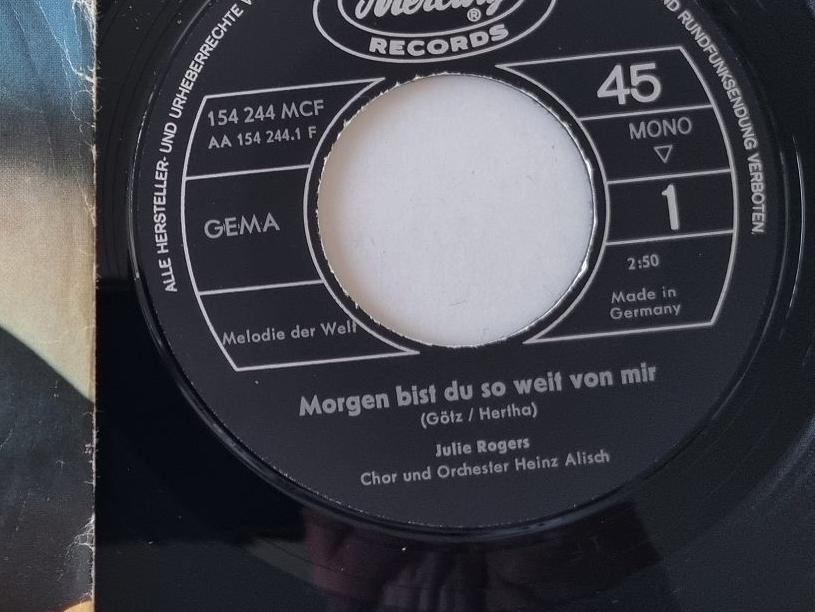 Mercury
®
RECORDS
ALLE HERSTELLER- UND URHEBERRECHTE
RUNDFUNKSENDUNG VERBOTEN.
154 244 MCF
AA 154 244.1 F
GEMA
Melodie der Welt
45
MONO
▽
1
2:50
Made in
Germany
Morgen bist du so weit von mir
(Götz / Hertha)
Julie Rogers
Chor und Orchester Heinz Alisch